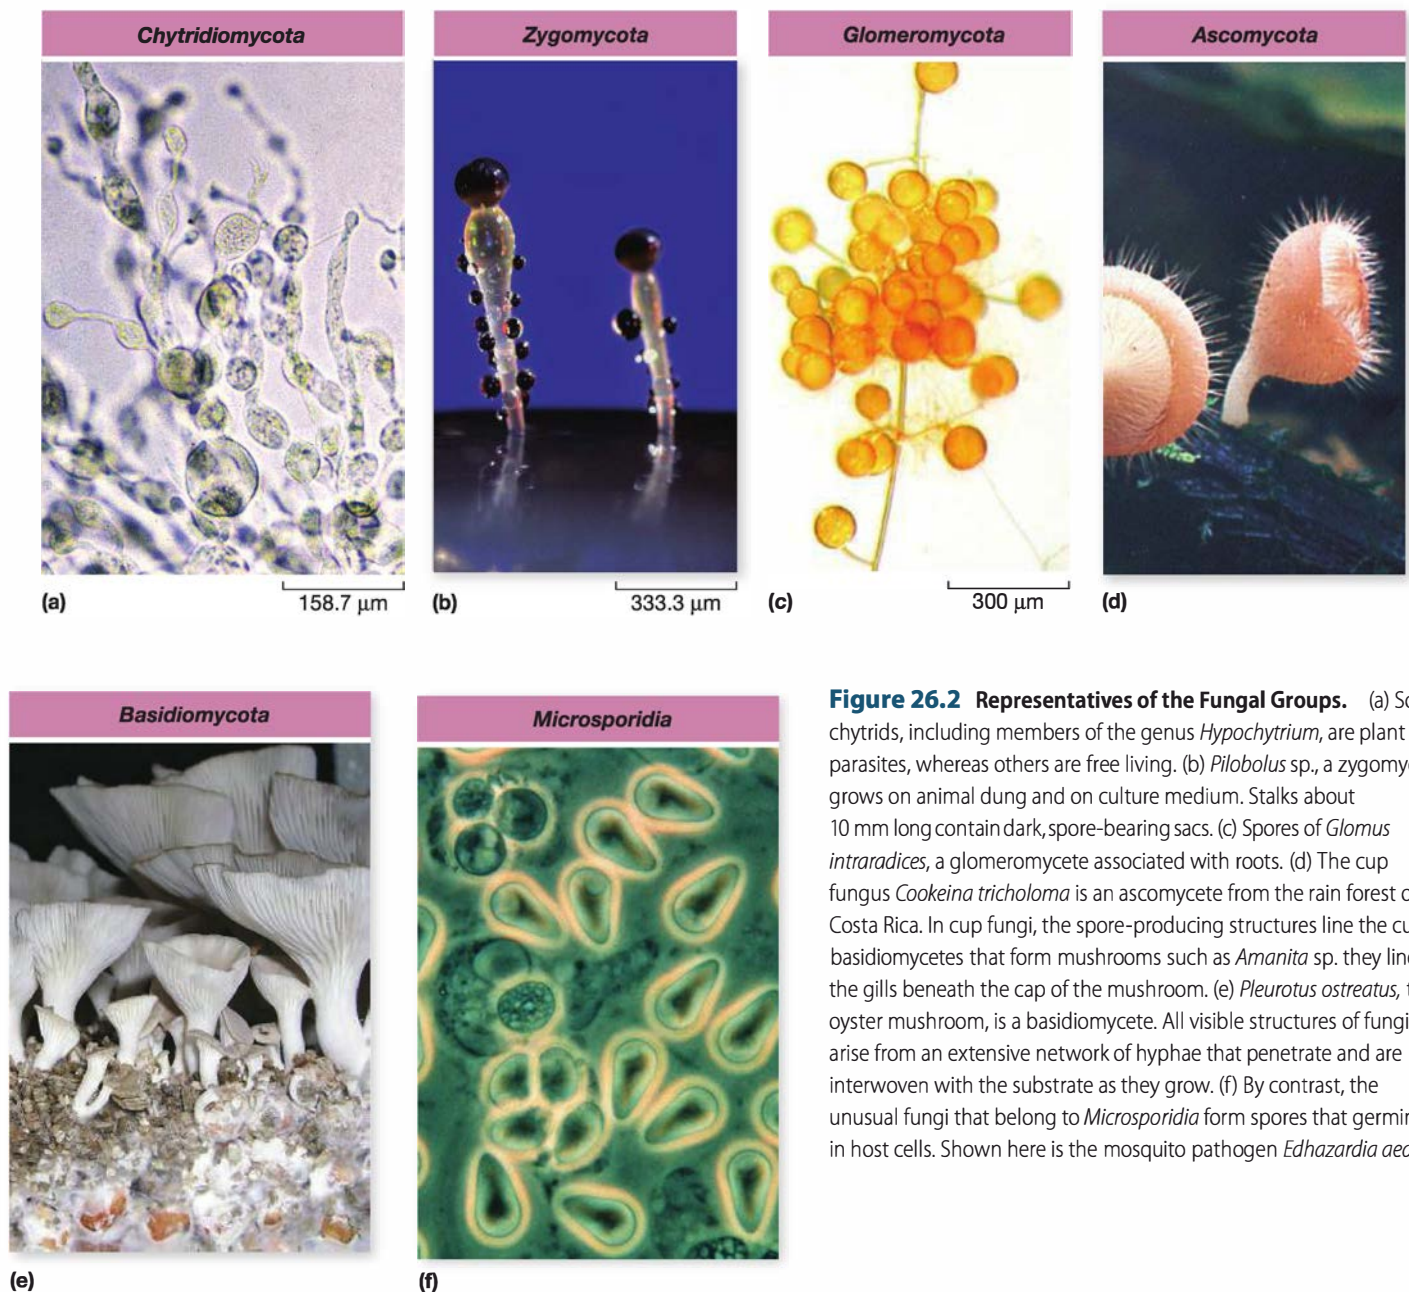 Chytridiomycota
Zygomycota
Glomeromycota
Ascomycota
(a)
158.7 μm
(b)
333.3 μm
(c)
300 μm
(d)
Basidiomycota
Microsporidia
(e)
(f)
Figure 26.2 Representatives of the Fungal Groups. (a)
chytrids, including members of the genus Hypochytrium, are plant
parasites, whereas others are free living. (b) Pilobolus sp., a
grows on animal dung and on culture medium. Stalks about
10 mm long contain dark, spore-bearing sacs. (c) Spores of Glomus
intraradices, a glomeromycete associated with roots. (d) The cup
fungus Cookeina tricholoma is an ascomycete from the rain forest
Costa Rica. In cup fungi, the spore-producing structures line the
basidiomycetes that form mushrooms such as Amanita sp. they line
the gills beneath the cap of the mushroom. (e) Pleurotus ostreatus,
oyster mushroom, is a basidiomycete. All visible structures of fungi
arise from an extensive network of hyphae that penetrate and are
interwoven with the substrate as they grow. (f) By contrast, the
unusual fungi that belong to Microsporidia form spores that
in host cells. Shown here is the mosquito pathogen Edhazardia